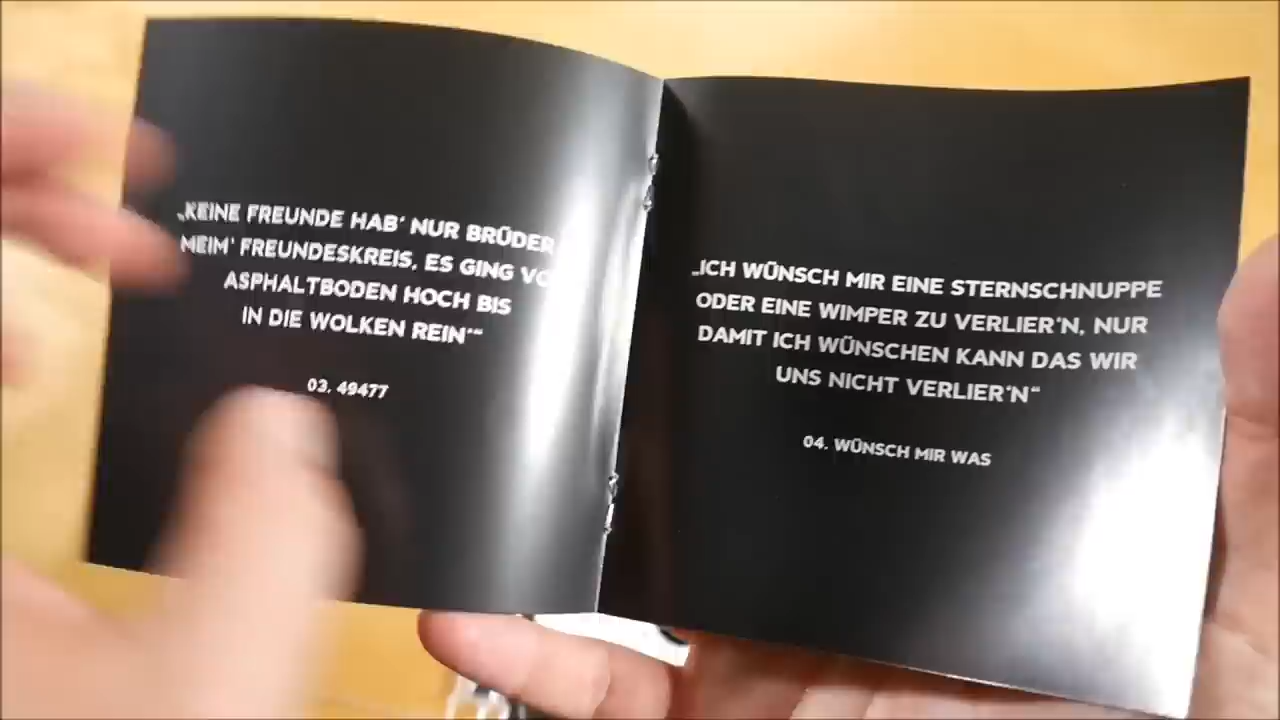 „KEINE FREUNDE HAB' NUR BRÜDER
MEIM' FREUNDESKREIS, ES GING
ASPHALTBODEN HOCH BIS
IN DIE WOLKEN REIN'“
03. 49477
„ICH WÜNSCH MIR EINE STERNSCHNUPPE
ODER EINE WIMPER ZU VERLIER'N, NUR
DAMIT ICH WÜNSCHEN KANN DAS WIR
UNS NICHT VERLIER'N“
04. WÜNSCH MIR WAS